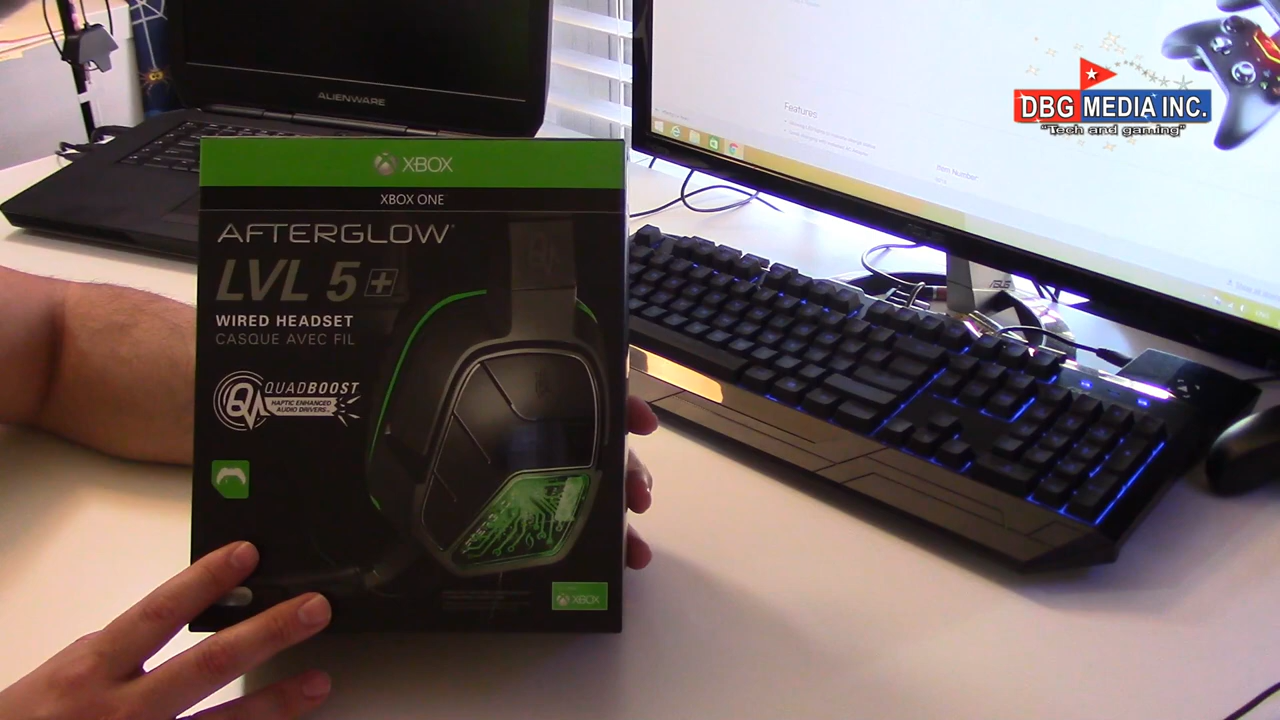 ALIENWARE
XBOX
XBOX ONE
AFTERGLOW
LVL 5+
WIRED HEADSET
CASQUE AVEC FIL
QUADBOOST
HAPTIC ENHANCED
AUDIO DRIVERS
XBOX
Features
Item Number
ASUS
DBG MEDIA INC.
"Tech and gaming"